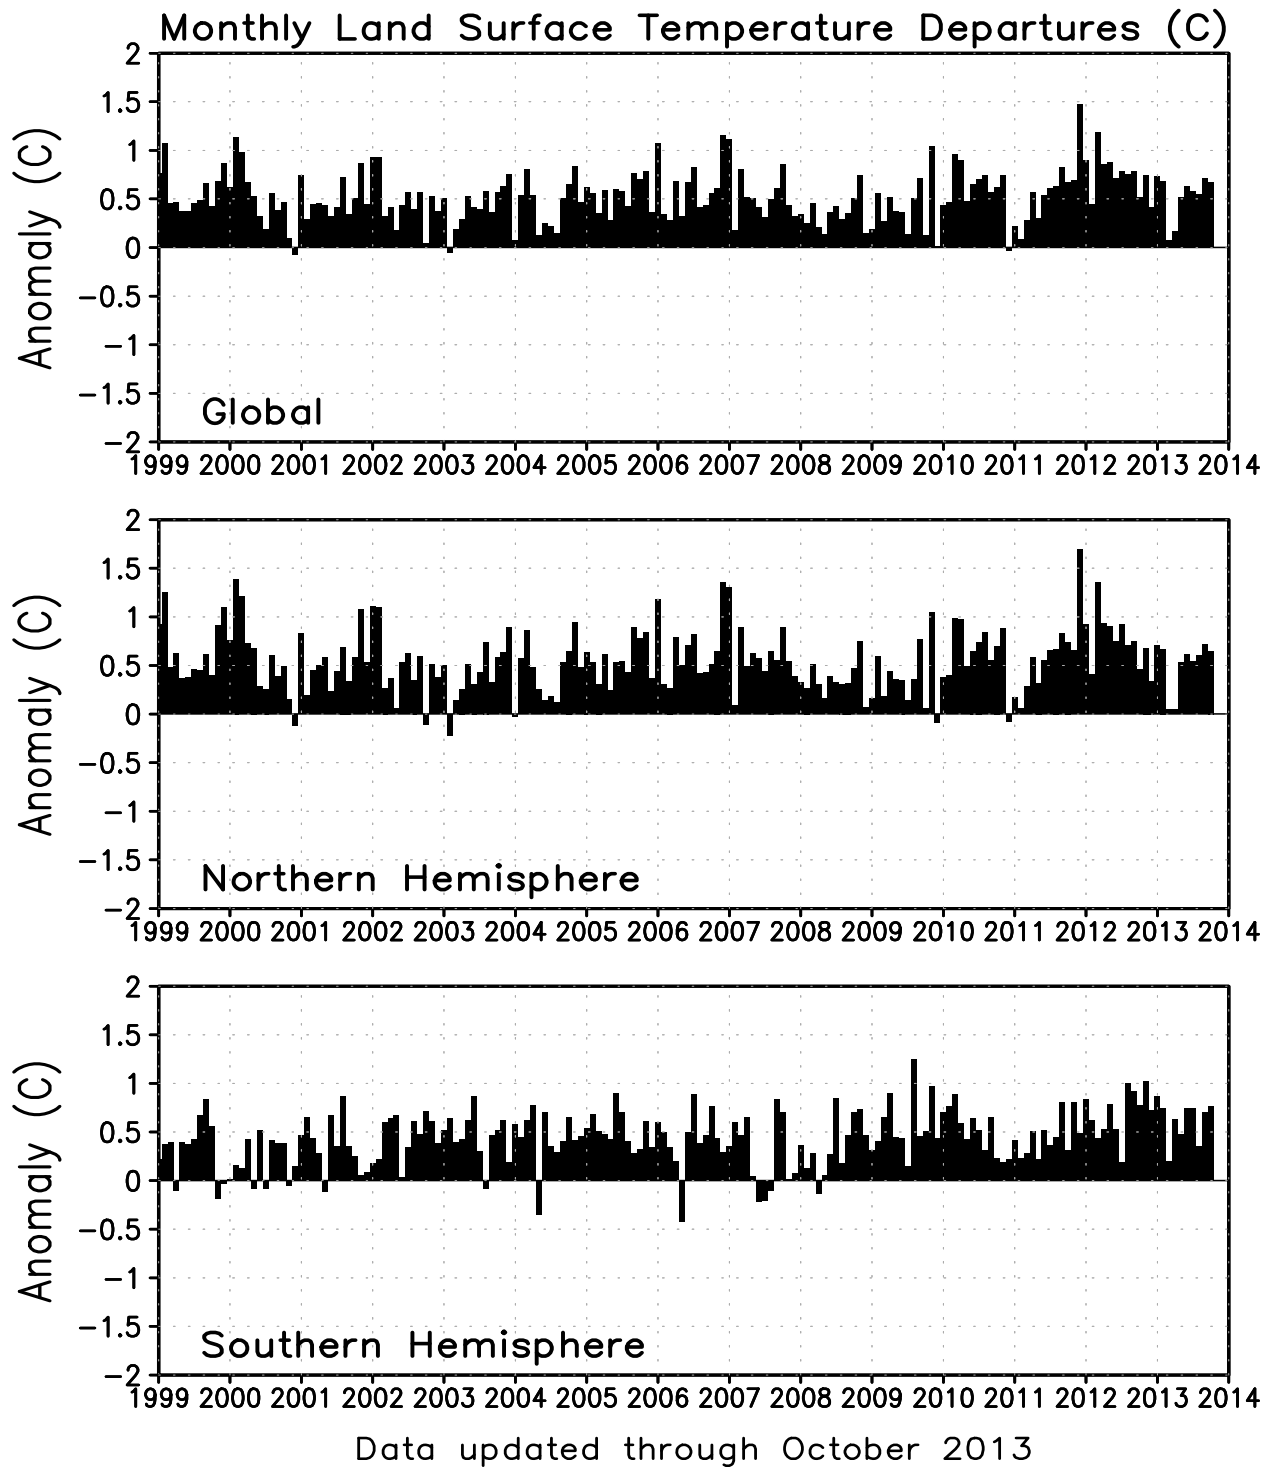 Monthly Land Surface Temperature Departures (C)
2
1.5
1
0.5
0
−0.5
−1
−1.5
−2
Anomaly (C)
Global
1999 2000 2001 2002 2003 2004 2005 2006 2007 2008 2009 2010 2011 2012 2013 2014
2
1.5
1
0.5
0
−0.5
−1
−1.5
−2
Anomaly (C)
Northern Hemisphere
1999 2000 2001 2002 2003 2004 2005 2006 2007 2008 2009 2010 2011 2012 2013 2014
2
1.5
1
0.5
0
−0.5
−1
−1.5
−2
Anomaly (C)
Southern Hemisphere
1999 2000 2001 2002 2003 2004 2005 2006 2007 2008 2009 2010 2011 2012 2013 2014
Data updated through October 2013